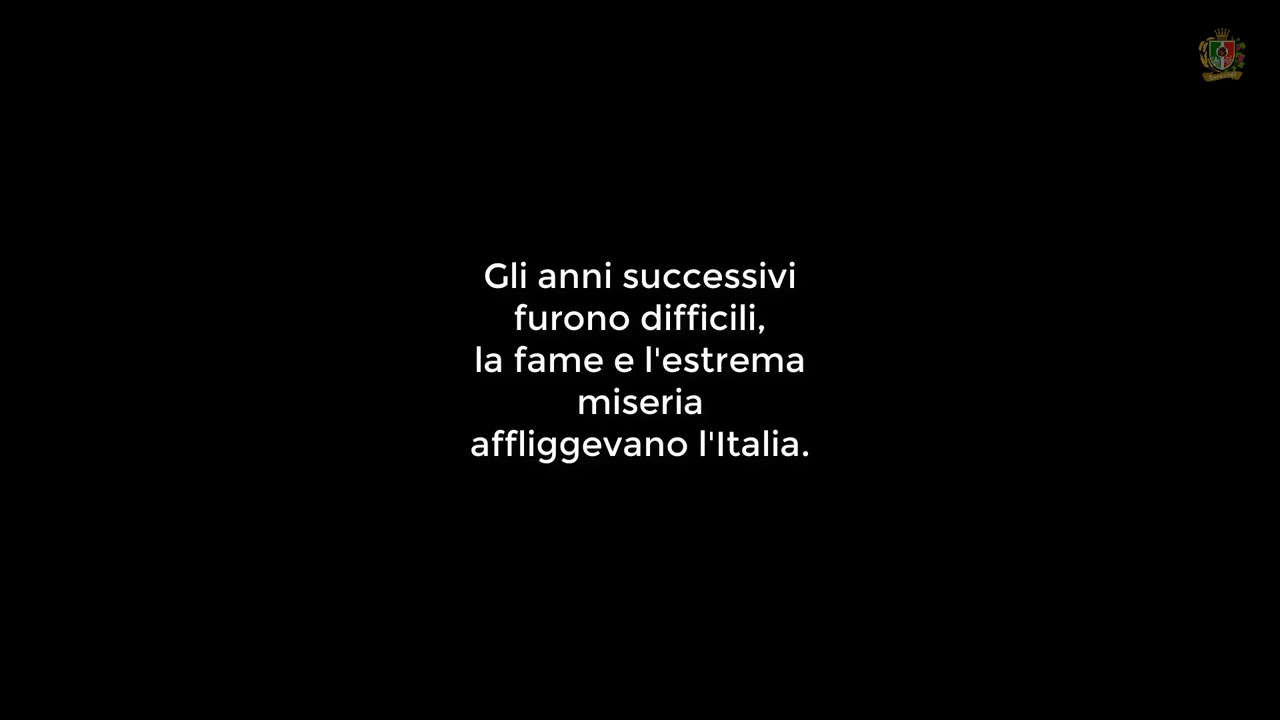 Gli anni successivi
furono difficili,
la fame e l'estrema
miseria
affliggevano l'Italia.